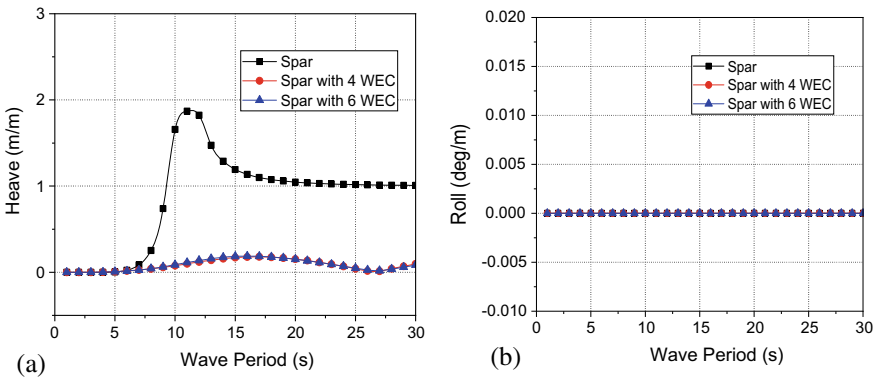 3
2
1
0
Heave (m/m)
Spar
Spar with 4 WEC
Spar with 6 WEC
0 5 10 15 20 25 30
Wave Period (s)
(a)
0.020
0.015
0.010
0.005
0.000
-0.005
-0.010
Roll (deg/m)
Spar
Spar with 4 WEC
Spar with 6 WEC
0 5 10 15 20 25 30
Wave Period (s)
(b)